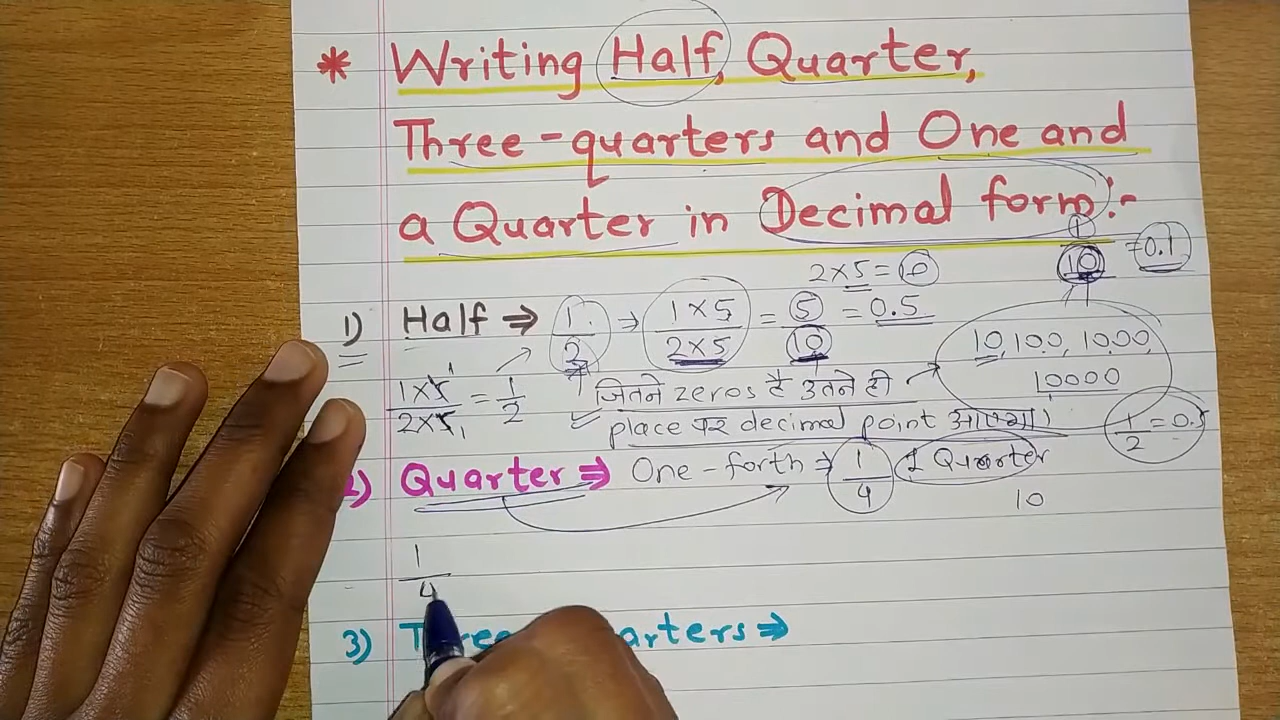 * Writing Half, Quarter,
Three-quarters and One and
a Quarter in Decimal form:-
1/10 = 0.1
2×5=10
1) Half ⇒ 1/2 ⇒ 1×5/2×5 = 5/10 = 0.5
10, 100, 1000,
10000
1×5/2×5 = 1/2
जितने zeros है उतने ही
place पर decimal point आएगा।
1/2 = 0.5
2) Quarter ⇒ One-forth ⇒ 1/4 1 Quarter
10
1/4
3) arters ⇒